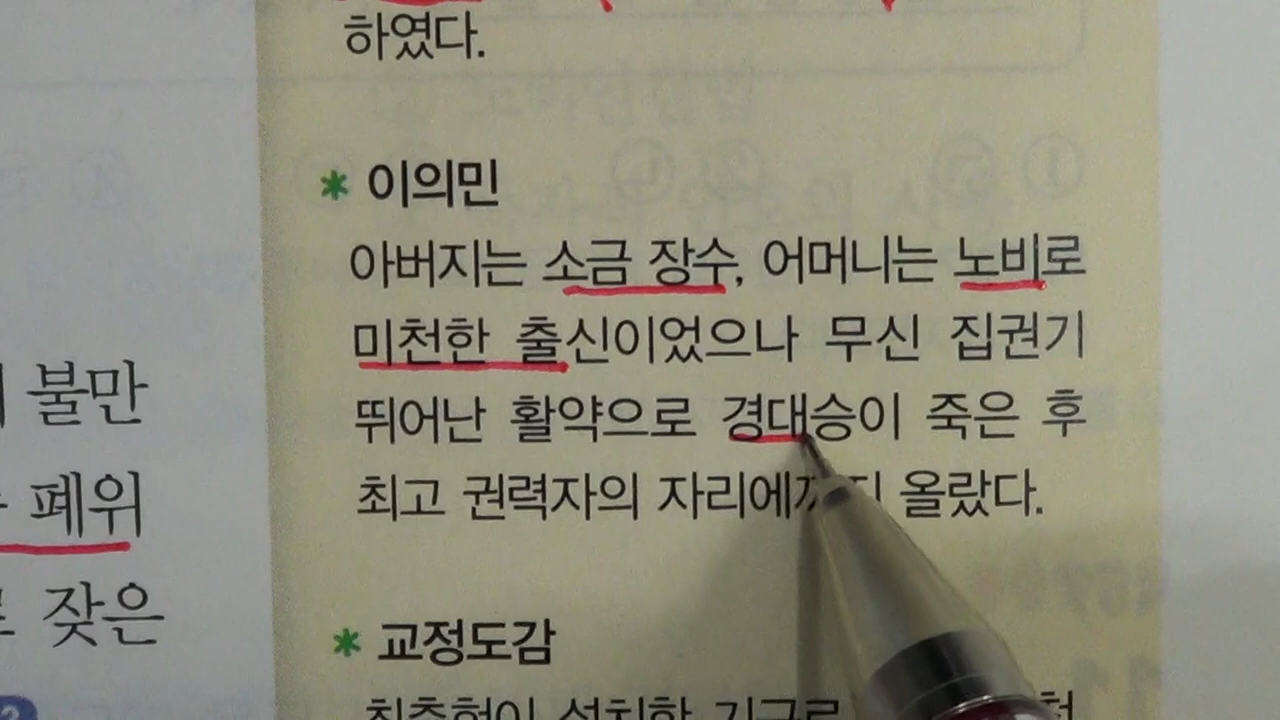 하였다.
* 이의민
아버지는 소금 장수, 어머니는 노비로
미천한 출신이었으나 무신 집권기
뛰어난 활약으로 경대승이 죽은 후
최고 권력자의 자리에까지 올랐다.
* 교정도감
불만
폐위
잦은